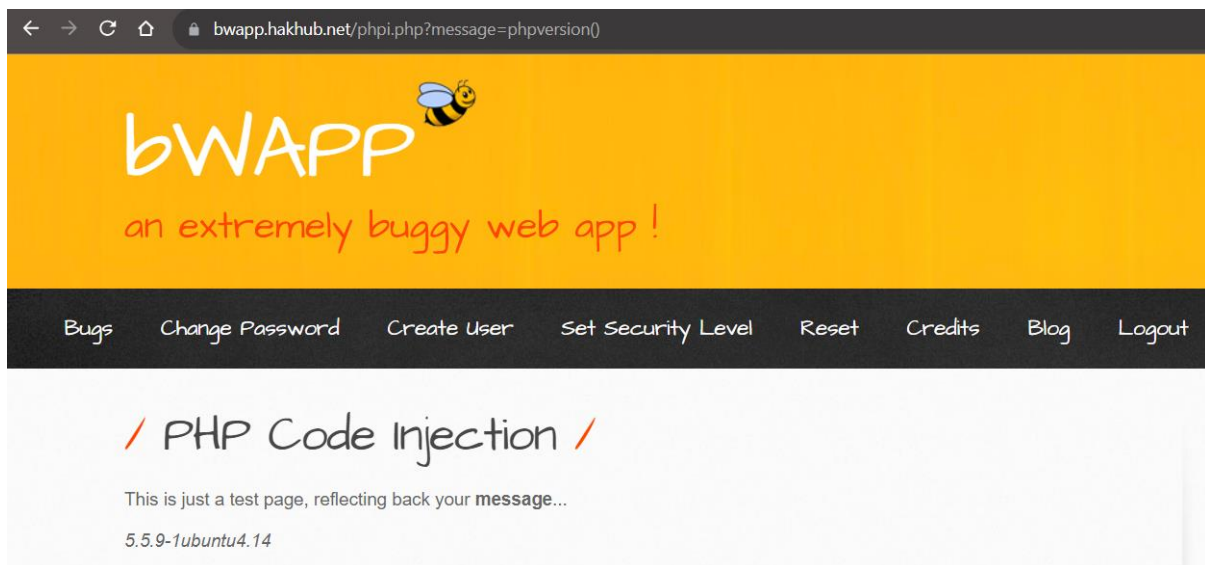 bwapp.hakhub.net/phpi.php?message=phpversion()
bWAPP
an extremely buggy web app !
Bugs Change Password Create User Set Security Level Reset Credits Blog Logout
/ PHP Code Injection /
This is just a test page, reflecting back your message...
5.5.9-1ubuntu4.14